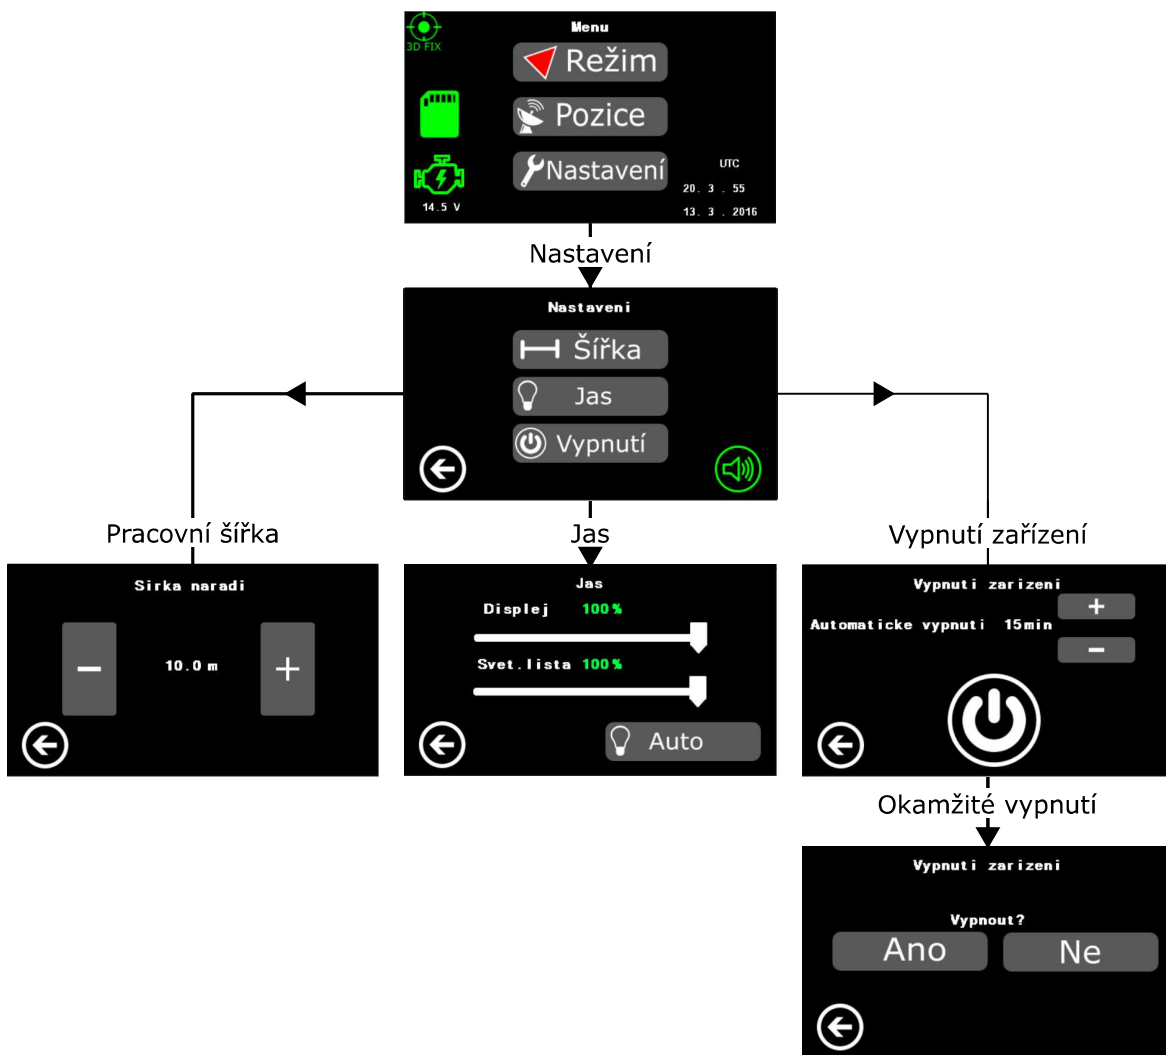 Menu
3D FIX
Režim
Pozice
Nastavení
UTC
20. 3 . 55
14.5 V
13. 3 . 2016
Nastavení
Nastaveni
Šířka
Jas
Vypnutí
Pracovní šířka
Jas
Vypnutí zařízení
Sirka naradi
- 10.0 m +
Jas
Displej 100%
Svet.lista 100%
Auto
Vypnuti zarizeni
+
Automaticke vypnuti 15min
-
Okamžité vypnutí
Vypnuti zarizeni
Vypnout?
Ano Ne